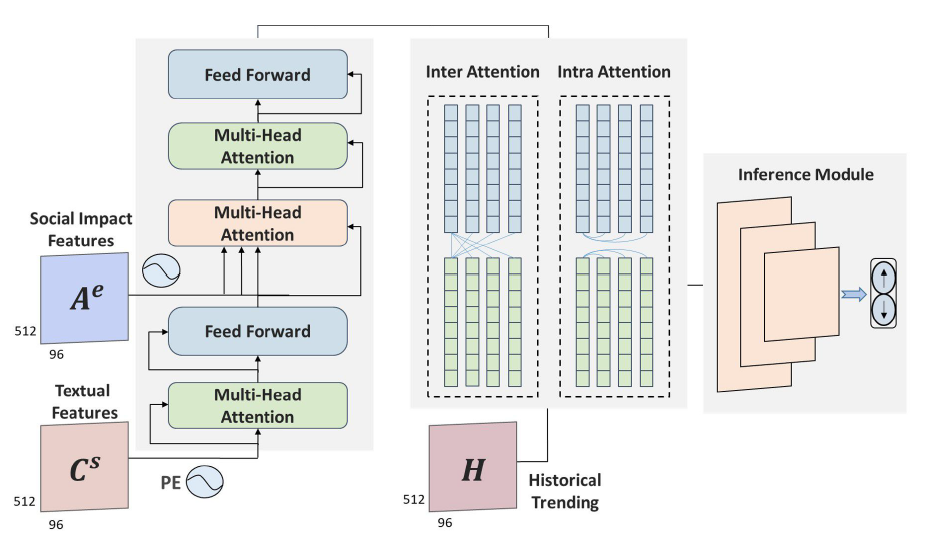 Feed Forward
Multi-Head
Attention
Multi-Head
Attention
Social Impact
Features
A^e
512
96
Feed Forward
Textual
Features
Multi-Head
Attention
C^s
512
96
PE
Inter Attention
Intra Attention
H
512
96
Historical
Trending
Inference Module